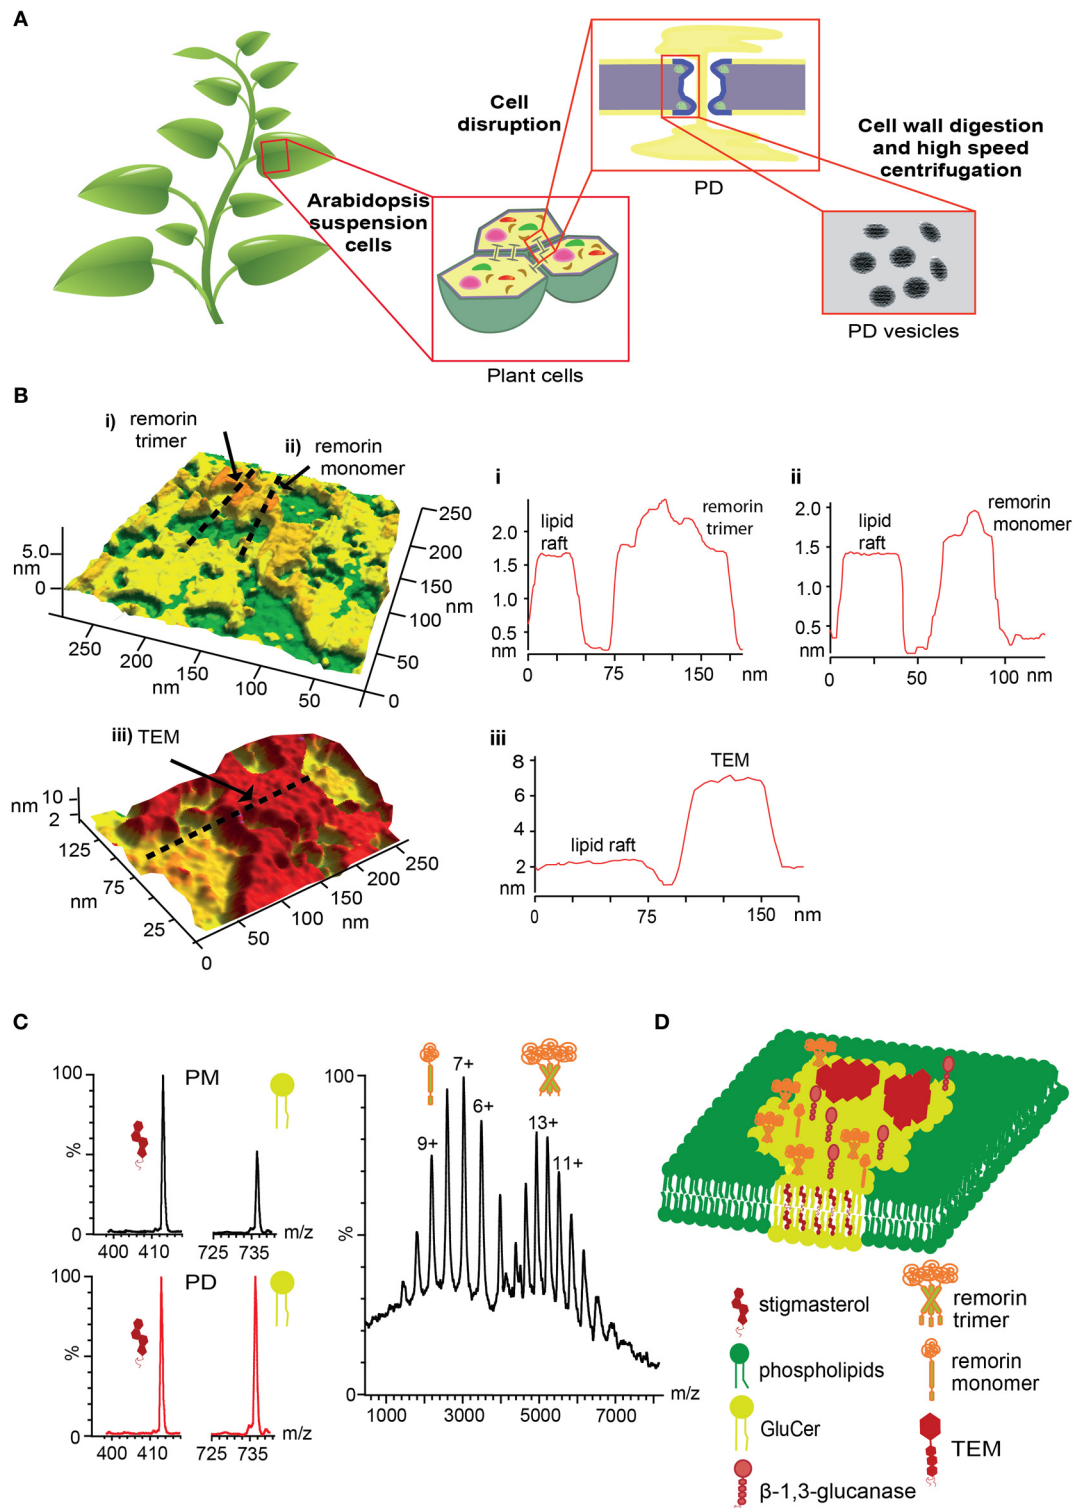 A
Cell
disruption
Cell wall digestion
and high speed
centrifugation
PD
Arabidopsis
suspension
cells
PD vesicles
Plant cells
B
i) remorin
trimer
ii) remorin
monomer
5.0
nm
0
250
200
150
nm
100
50
0
250
200
nm
150
100
50
i
lipid
raft
remorin
trimer
2.0
1.5
1.0
0.5
nm
0
75
150
nm
ii
lipid
raft
remorin
monomer
2.0
1.5
1.0
0.5
nm
0
50
100
nm
iii) TEM
nm
10
2
125
75
nm
25
0
50
100
150
nm
200
250
iii
TEM
lipid raft
8
6
4
2
nm
0
75
150
nm
C
PM
100
%
0
400
410
725
735
m/z
PD
100
%
0
400
410
725
735
m/z
100
%
0
9+
7+
6+
13+
11+
1000
3000
5000
7000
m/z
D
stigmasterol
phospholipids
GluCer
β-1,3-glucanase
remorin
trimer
remorin
monomer
TEM